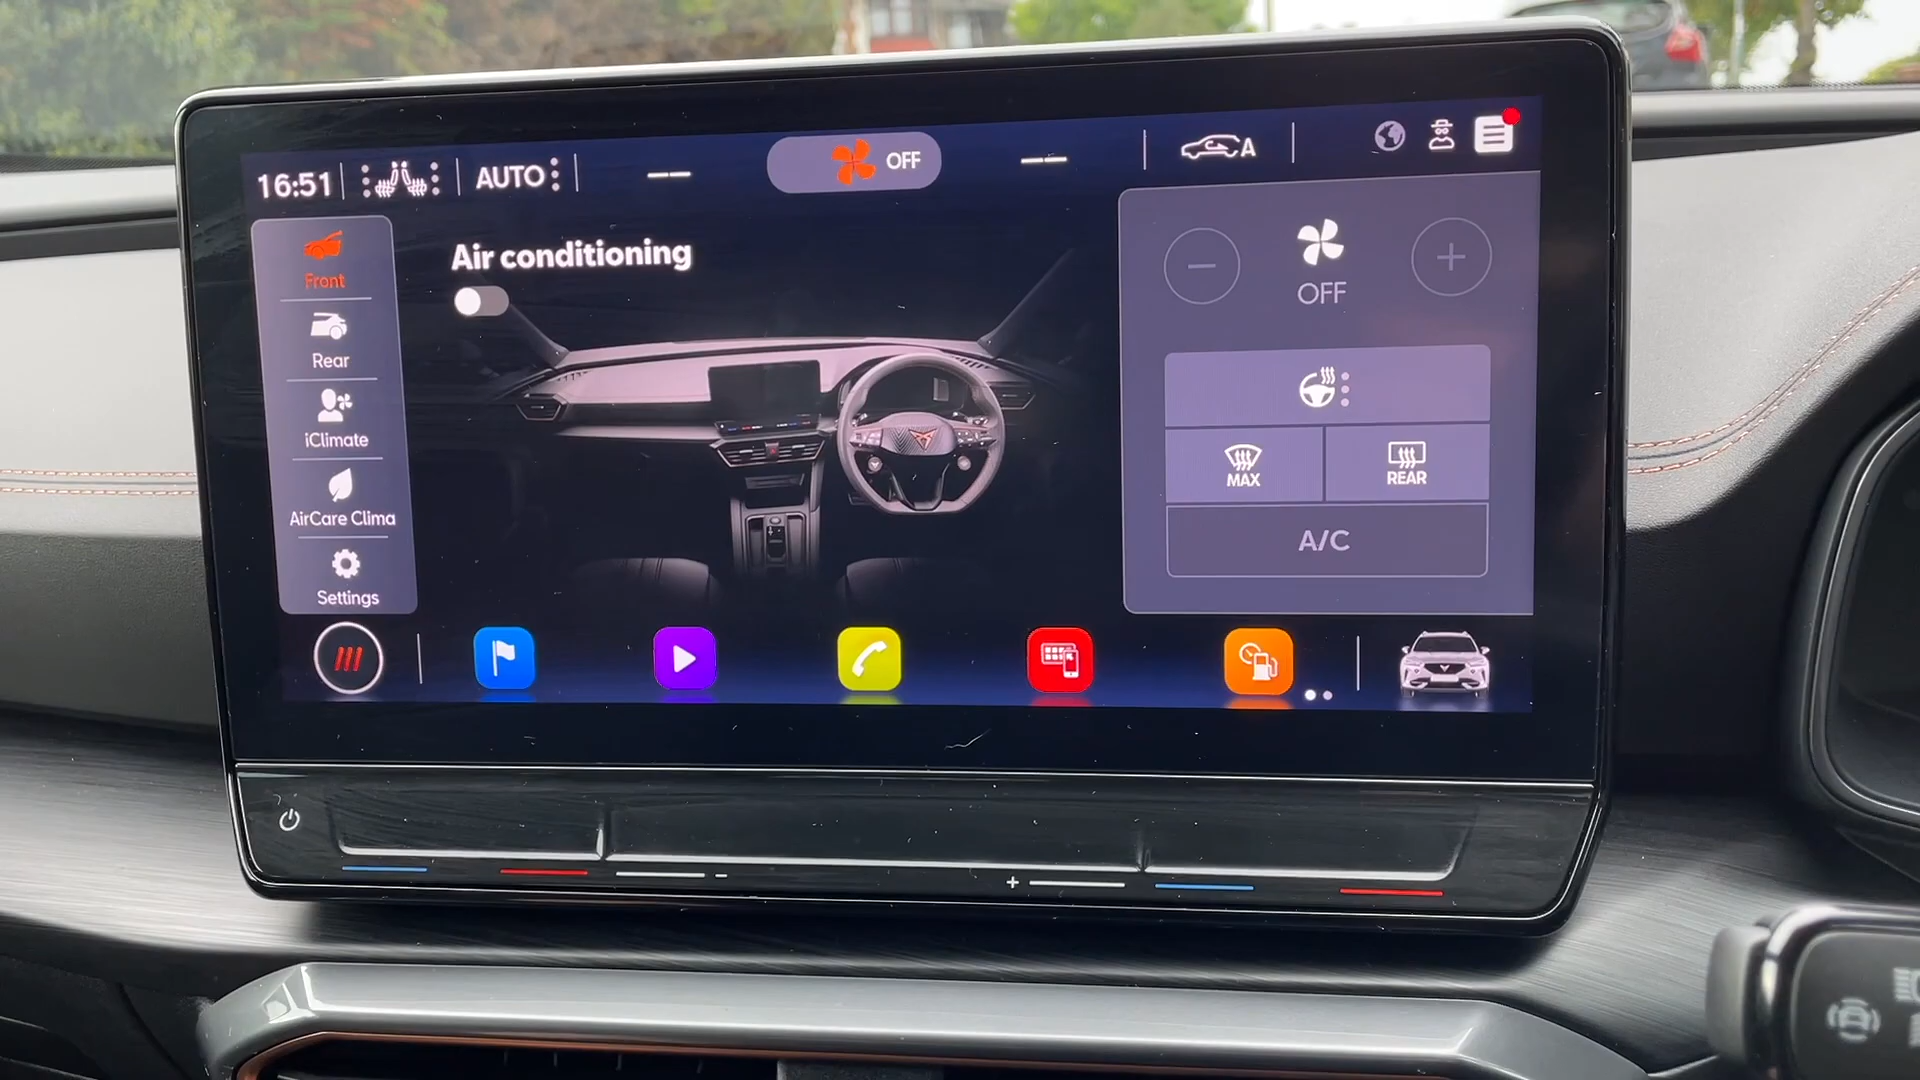 16:51 AUTO -- OFF -- A
Air conditioning
Front
Rear
iClimate
AirCare Clima
Settings
OFF
MAX REAR
A/C
- +